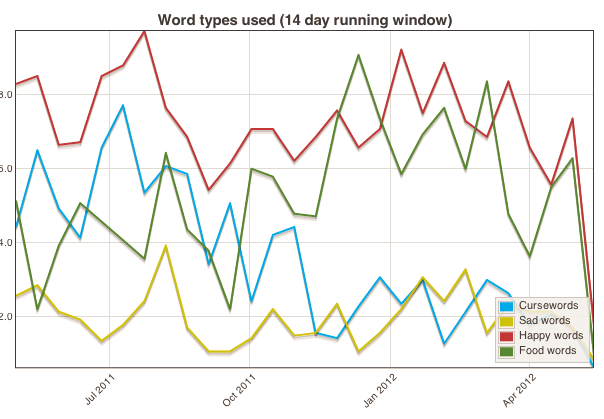 Word types used (14 day running window)
8.0
6.0
4.0
2.0
Cursewords
Sad words
Happy words
Food words
Jul 2011
Oct 2011
Jan 2012
Apr 2012